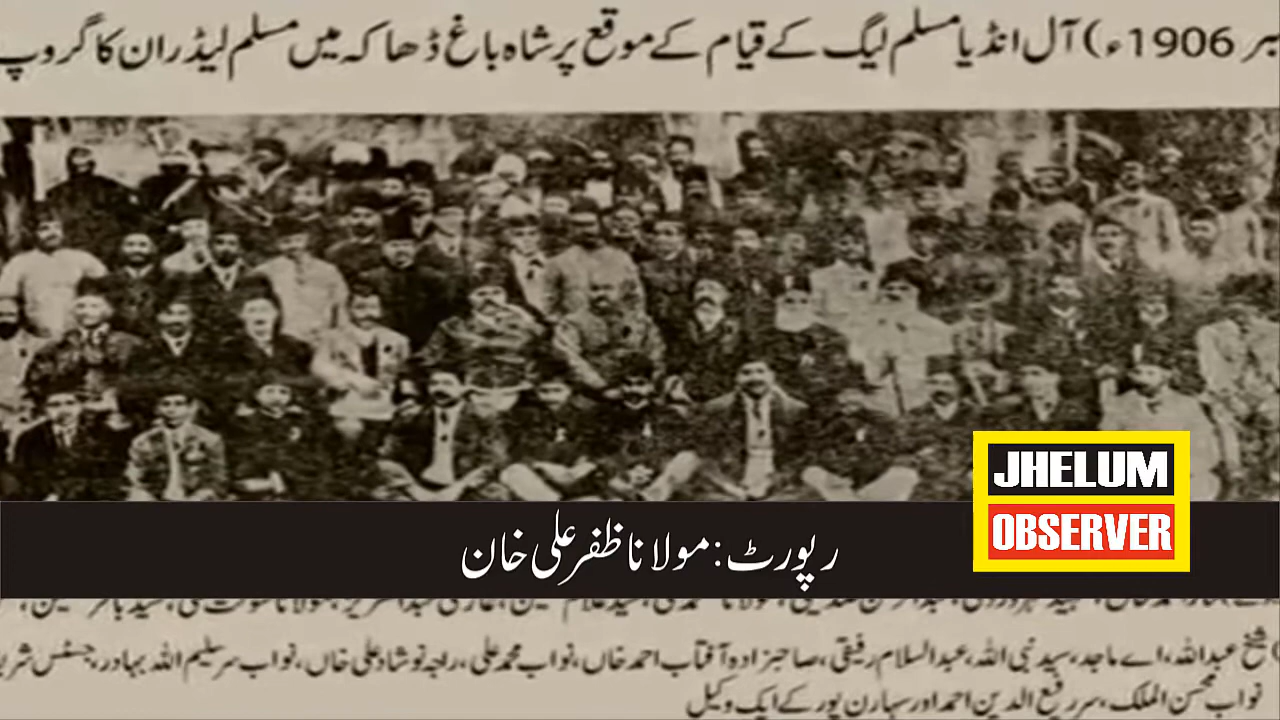 1906ء) آل انڈیا مسلم لیگ کے قیام کے موقع پر شاہ باغ ڈھاکہ میں مسلم لیڈران کا گروپ
JHELUM
OBSERVER
رپورٹ: مولانا ظفر علی خان
شیخ عبداللہ، اے ماجد، سید نبی اللہ، عبدالسلام رفیقی، صاحبزادہ آفتاب احمد خاں، نواب محمد علی، راجہ نوشاد علی خاں، نواب سر سلیم اللہ بہادر، جسٹس
نواب محسن الملک، سر رفیع الدین احمد اور سہارن پور کے ایک وکیل